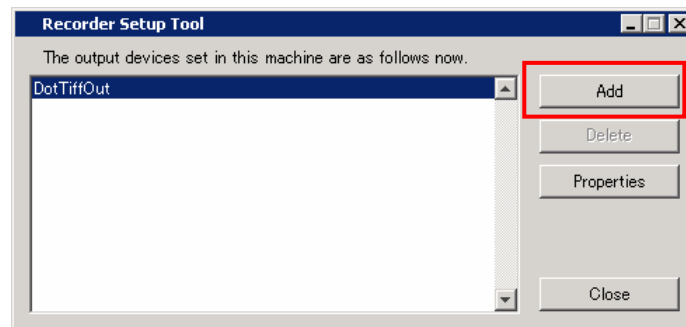 Recorder Setup Tool
The output devices set in this machine are as follows now.
DotTiffOut
Add
Delete
Properties
Close